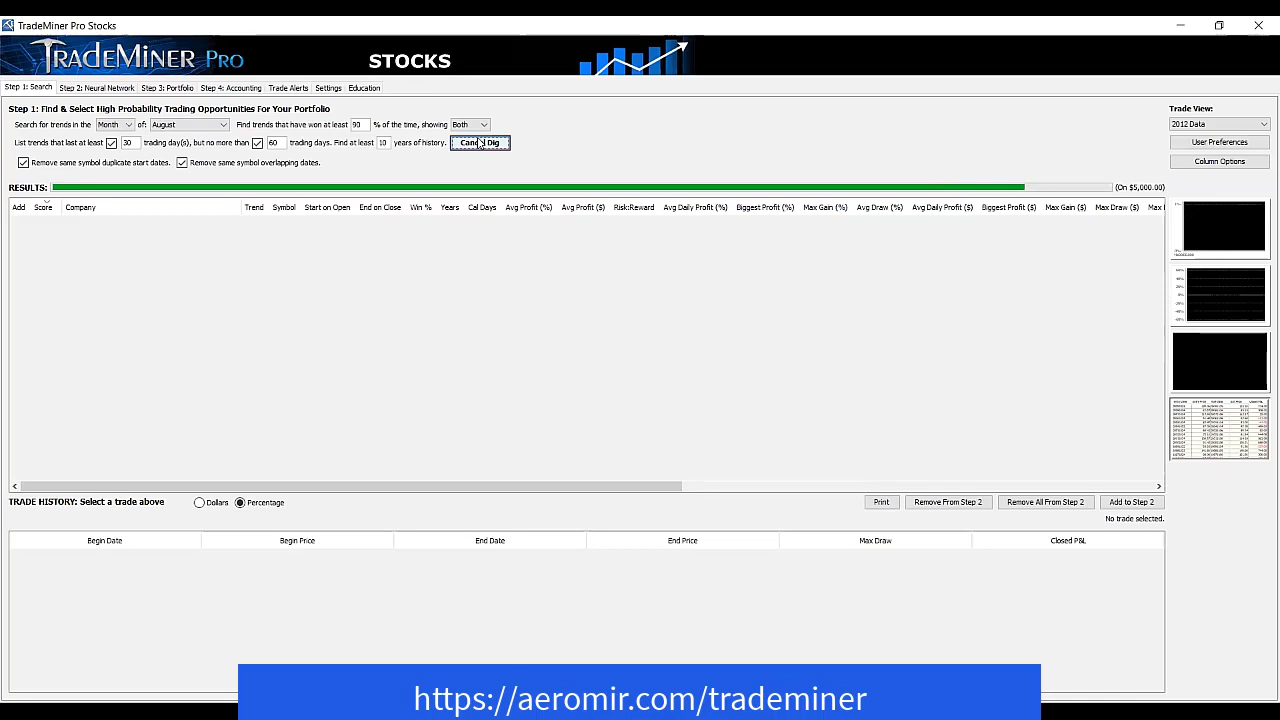 TradeMiner Pro Stocks
TRADEMINER PRO
STOCKS
Step 1: Search Step 2: Neural Network Step 3: Portfolio Step 4: Accounting Trade Alerts Settings Education
Step 1: Find & Select High Probability Trading Opportunities For Your Portfolio
Search for trends in the Month of: August Find trends that have won at least 90 % of the time, showing Both
List trends that last at least 30 trading day(s), but no more than 60 trading days. Find at least 10 years of history. Cancel Dig
Remove same symbol duplicate start dates. Remove same symbol overlapping dates.
Trade View:
2012 Data
User Preferences
Column Options
RESULTS: (On $5,000.00)
Add Score Company Trend Symbol Start on Open End on Close Win % Years Cal Days Avg Profit (%) Avg Profit ($) Risk:Reward Avg Daily Profit (%) Biggest Profit (%) Max Gain (%) Avg Draw (%) Avg Daily Profit ($) Biggest Profit ($) Max Gain ($) Max Draw ($) Max
TRADE HISTORY: Select a trade above Dollars Percentage Print Remove From Step 2 Remove All From Step 2 Add to Step 2
No trade selected.
Begin Date Begin Price End Date End Price Max Draw Closed P&L
https://aeromir.com/trademiner